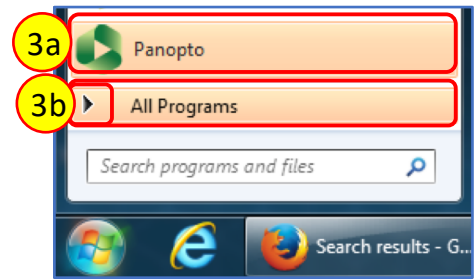 3a Panopto
3b All Programs
Search programs and files
Search results - G...